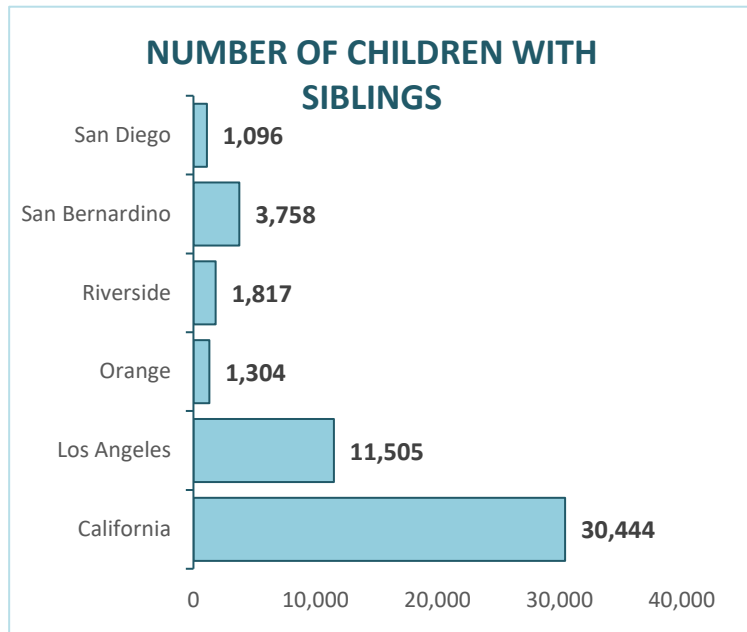 NUMBER OF CHILDREN WITH
SIBLINGS
San Diego 1,096
San Bernardino 3,758
Riverside 1,817
Orange 1,304
Los Angeles 11,505
California 30,444
0 10,000 20,000 30,000 40,000